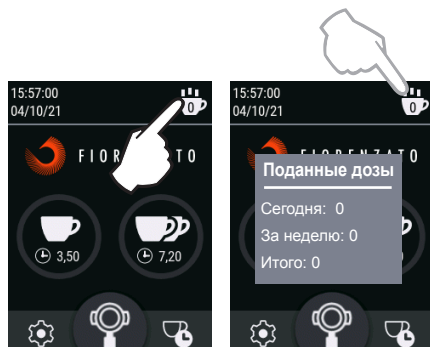 15:57:00
04/10/21
0
FIOR
TO
3,50
7,20
15:57:00
04/10/21
0
FIORENZATO
Поданные дозы
Сегодня: 0
За неделю: 0
Итого: 0